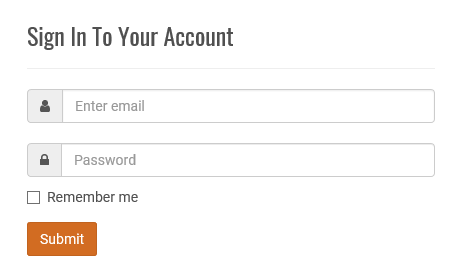 Sign In To Your Account
Enter email
Password
Remember me
Submit